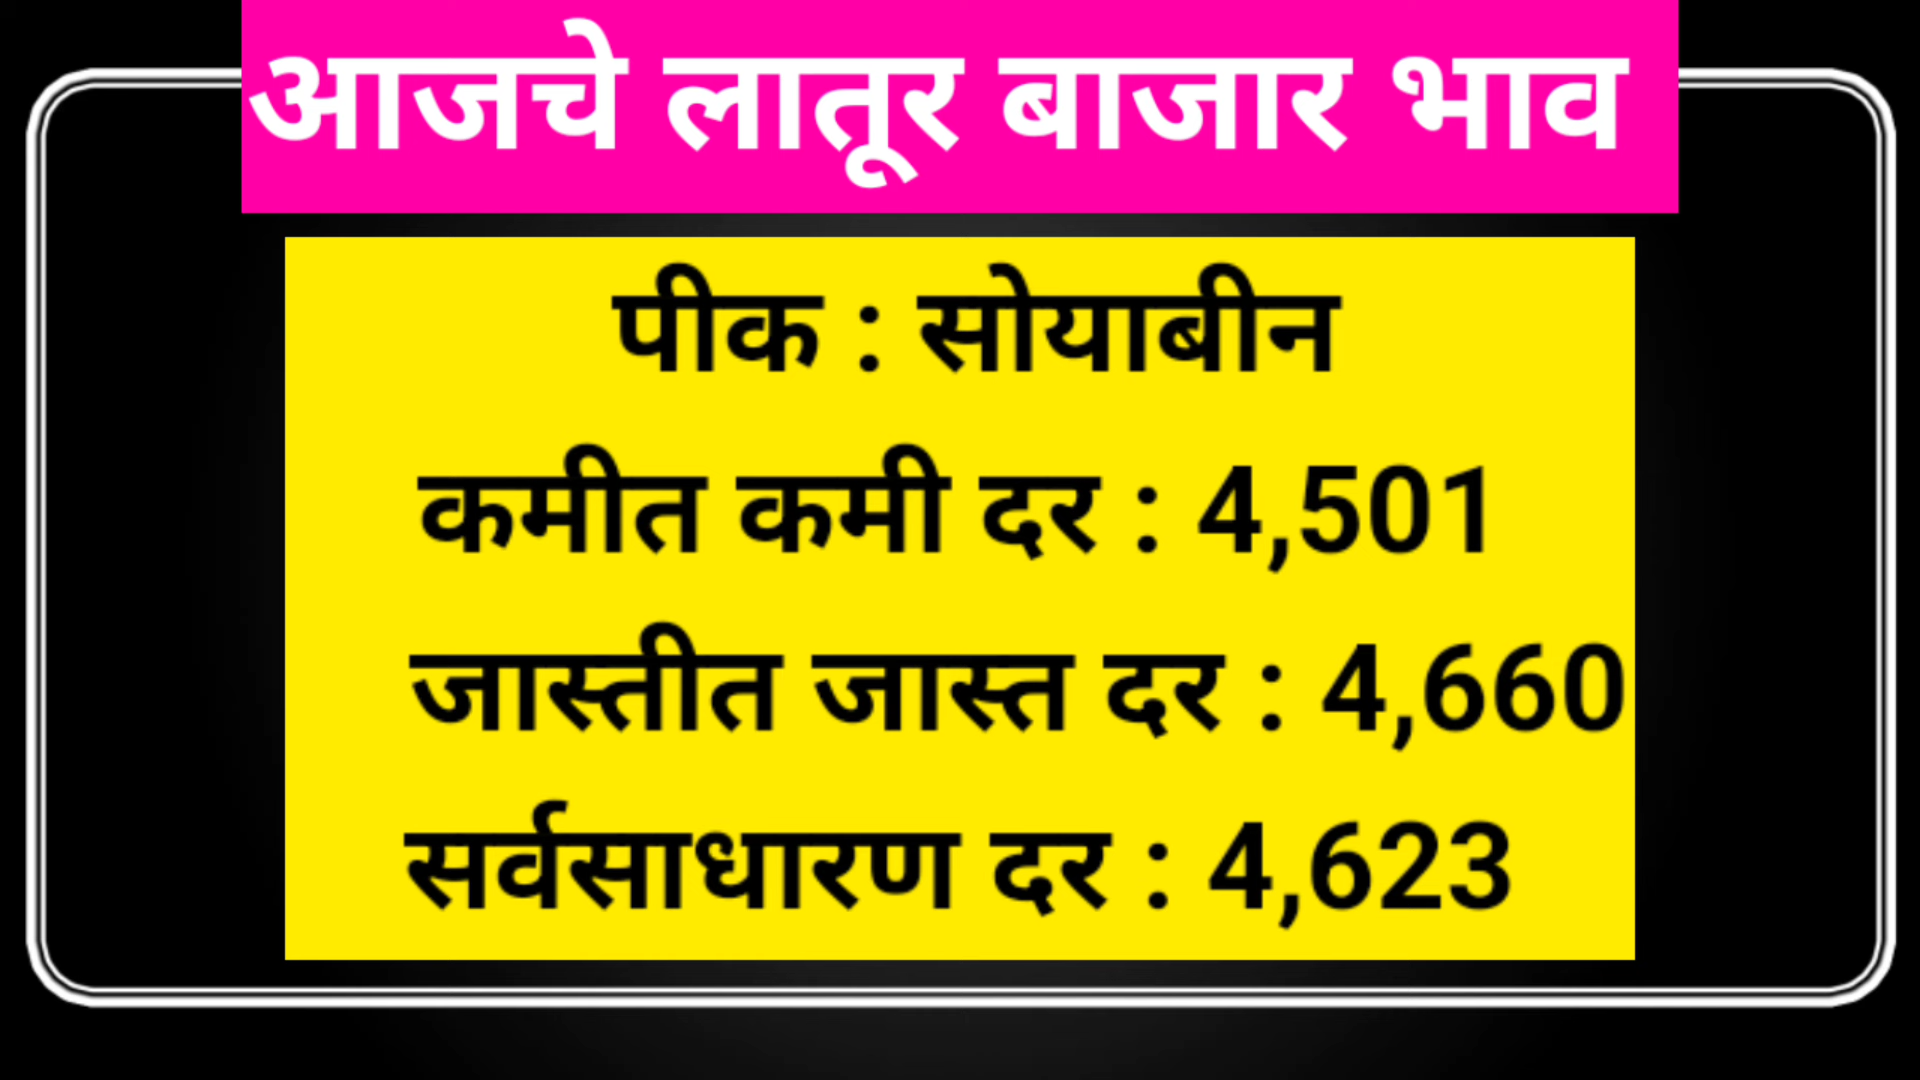 आजचे लातूर बाजार भाव
पीक : सोयाबीन
कमीत कमी दर : 4,501
जास्तीत जास्त दर : 4,660
सर्वसाधारण दर : 4,623